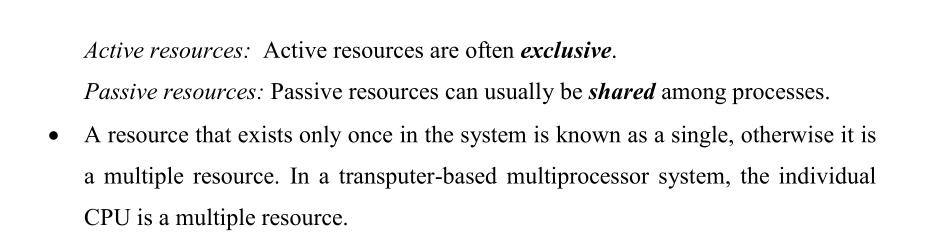 Active resources: Active resources are often exclusive.
Passive resources: Passive resources can usually be shared among processes.
• A resource that exists only once in the system is known as a single, otherwise it is
a multiple resource. In a transputer-based multiprocessor system, the individual
CPU is a multiple resource.